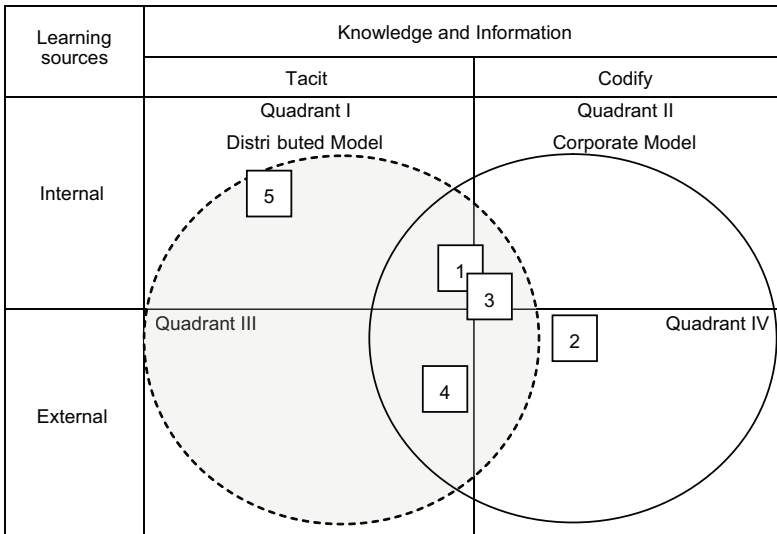 Learning
sources
Knowledge and Information
Tacit
Codify
Quadrant I
Quadrant II
Distri buted Model
Corporate Model
Internal
5
1
3
Quadrant III
2
Quadrant IV
4
External